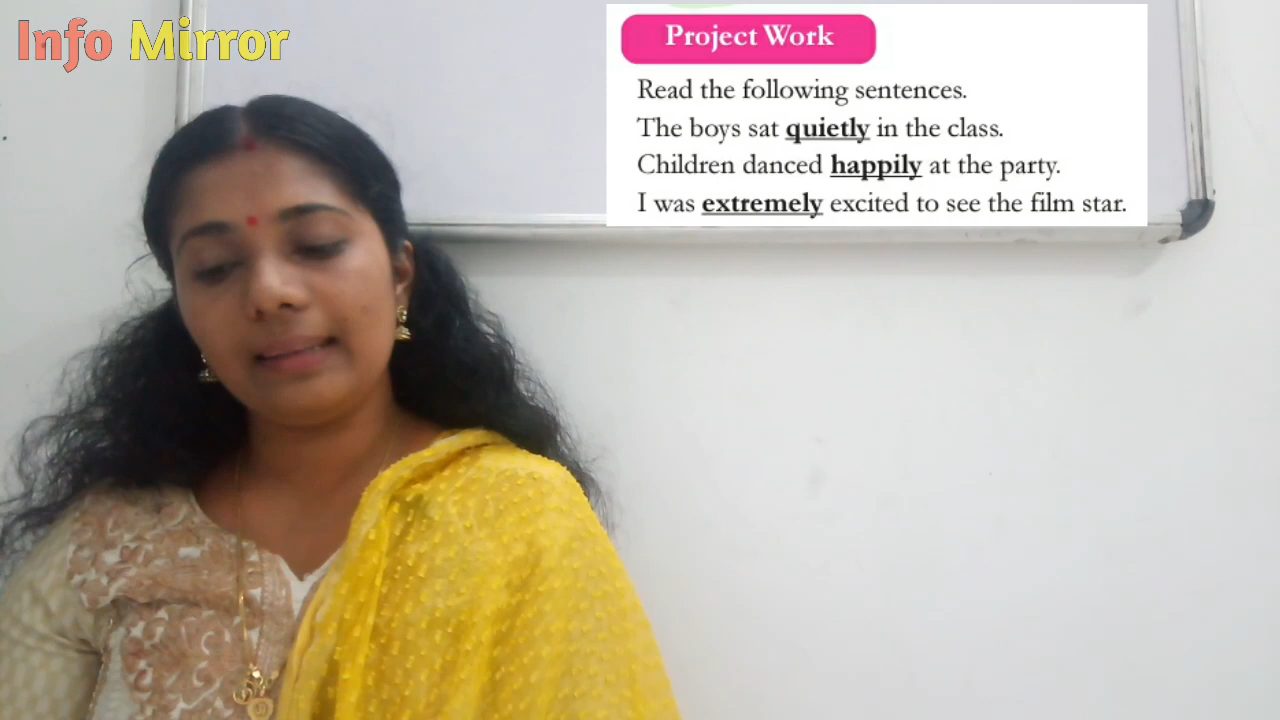 Info Mirror
Project Work
Read the following sentences.
The boys sat quietly in the class.
Children danced happily at the party.
I was extremely excited to see the film star.